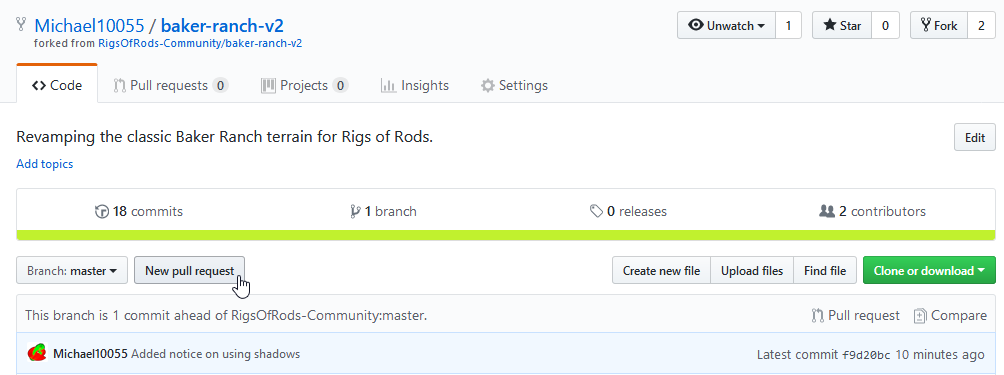 Michael10055 / baker-ranch-v2
forked from RigsOfRods-Community/baker-ranch-v2
Unwatch 1 Star 0 Fork 2
Code Pull requests 0 Projects 0 Insights Settings
Revamping the classic Baker Ranch terrain for Rigs of Rods.
Edit
Add topics
18 commits 1 branch 0 releases 2 contributors
Branch: master New pull request Create new file Upload files Find file Clone or download
This branch is 1 commit ahead of RigsOfRods-Community:master. Pull request Compare
Michael10055 Added notice on using shadows Latest commit f9d20bc 10 minutes ago